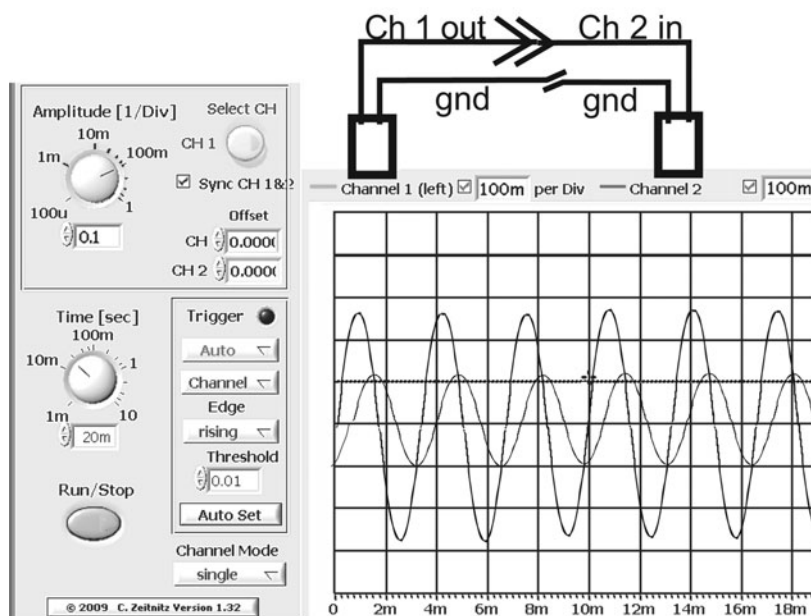 Ch 1 out Ch 2 in
gnd gnd
Amplitude [1/Div]
10m
1m 100m
100u 1
0.1
Select CH
CH 1
Sync CH 1&2
Offset
CH 0.000
CH 2 0.000
Channel 1 (left) 100m per Div Channel 2 100m
Time [sec]
100m
10m 1
1m 10
20m
Run/Stop
Trigger
Auto
Channel
Edge
rising
Threshold
0.01
Auto Set
Channel Mode
single
© 2009 C. Zeitnitz Version 1.32
0 2m 4m 6m 8m 10m 12m 14m 16m 18m